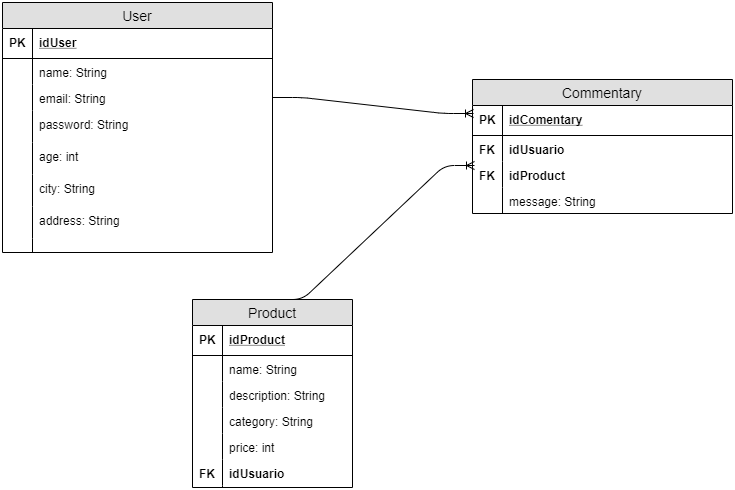 User
PK idUser
name: String
email: String
password: String
age: int
city: String
address: String
Commentary
PK idComentary
FK idUsuario
FK idProduct
message: String
Product
PK idProduct
name: String
description: String
category: String
price: int
FK idUsuario